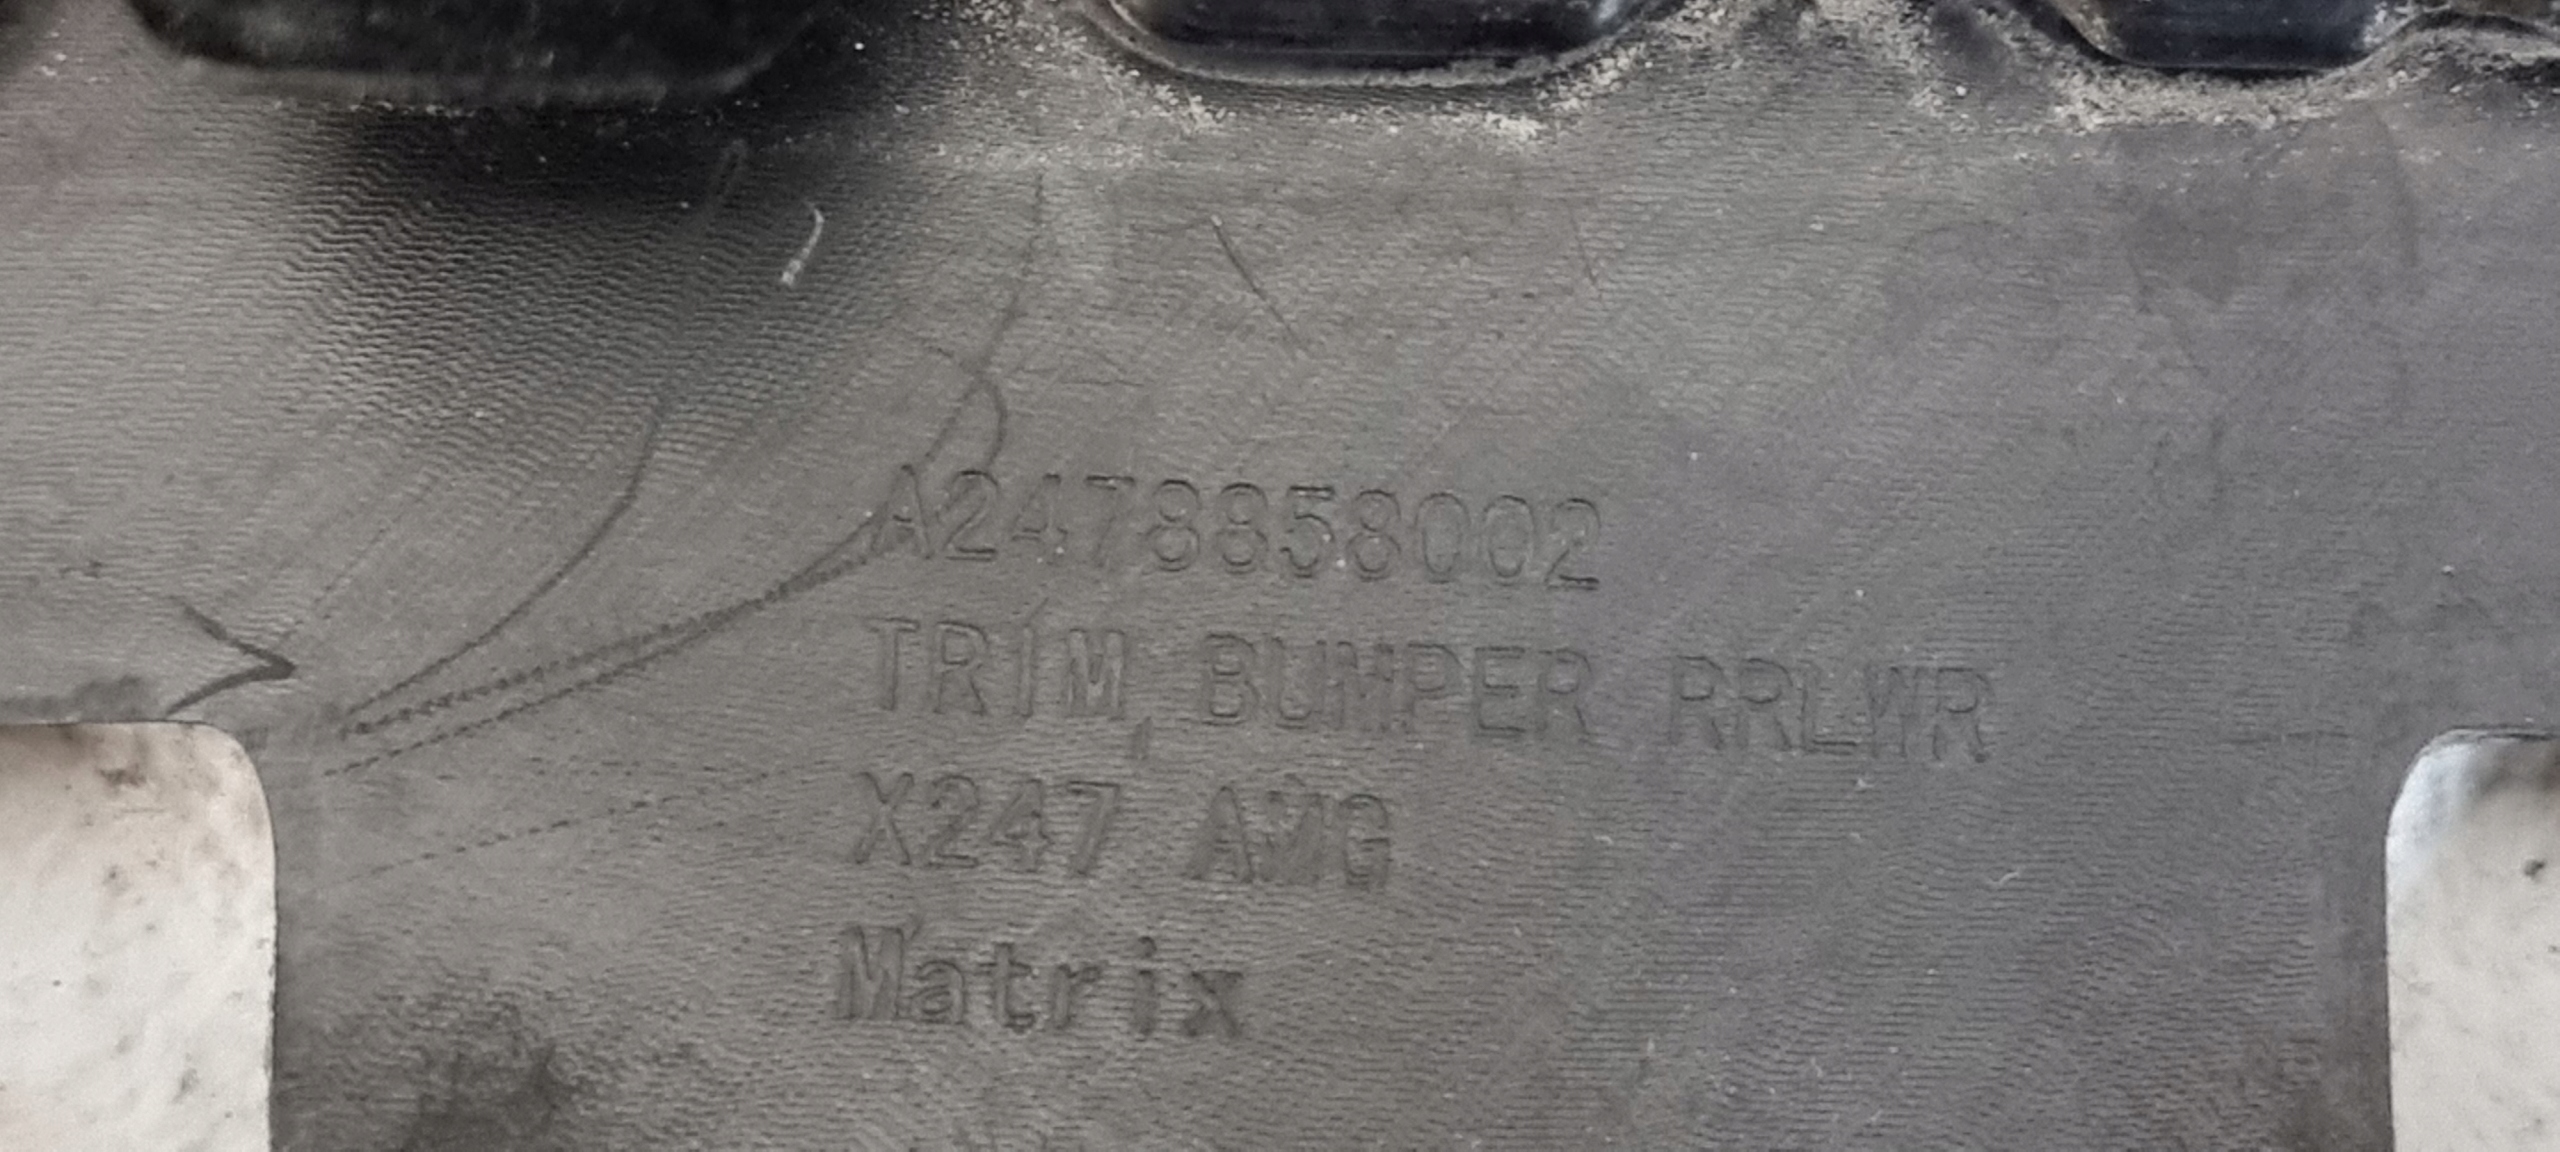 A2478858002
TRIM, BUMPER RRLWR
X247 AMG
Matrix